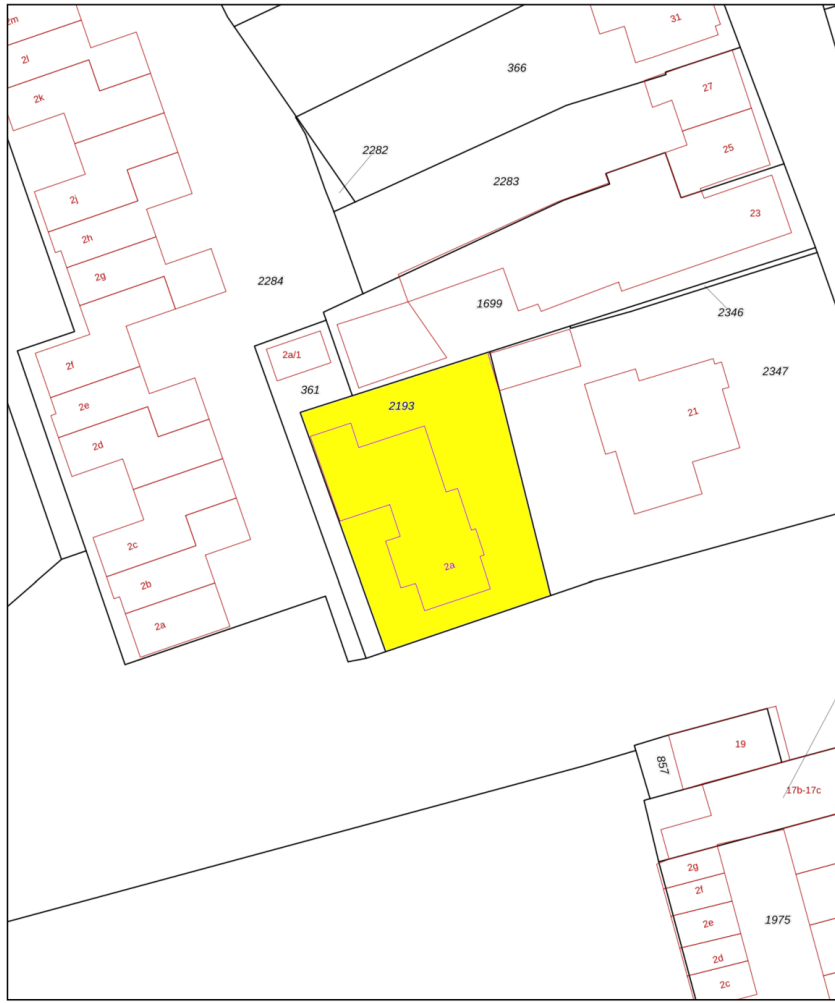 2m
31
2l
366
27
2k
25
2282
2283
2j
23
2h
2g
2284
1699
2346
2a/1
2f
2347
361
2e
2193
21
2d
2c
2a
2b
2a
19
857
17b-17c
2g
2f
2e
1975
2d
2c